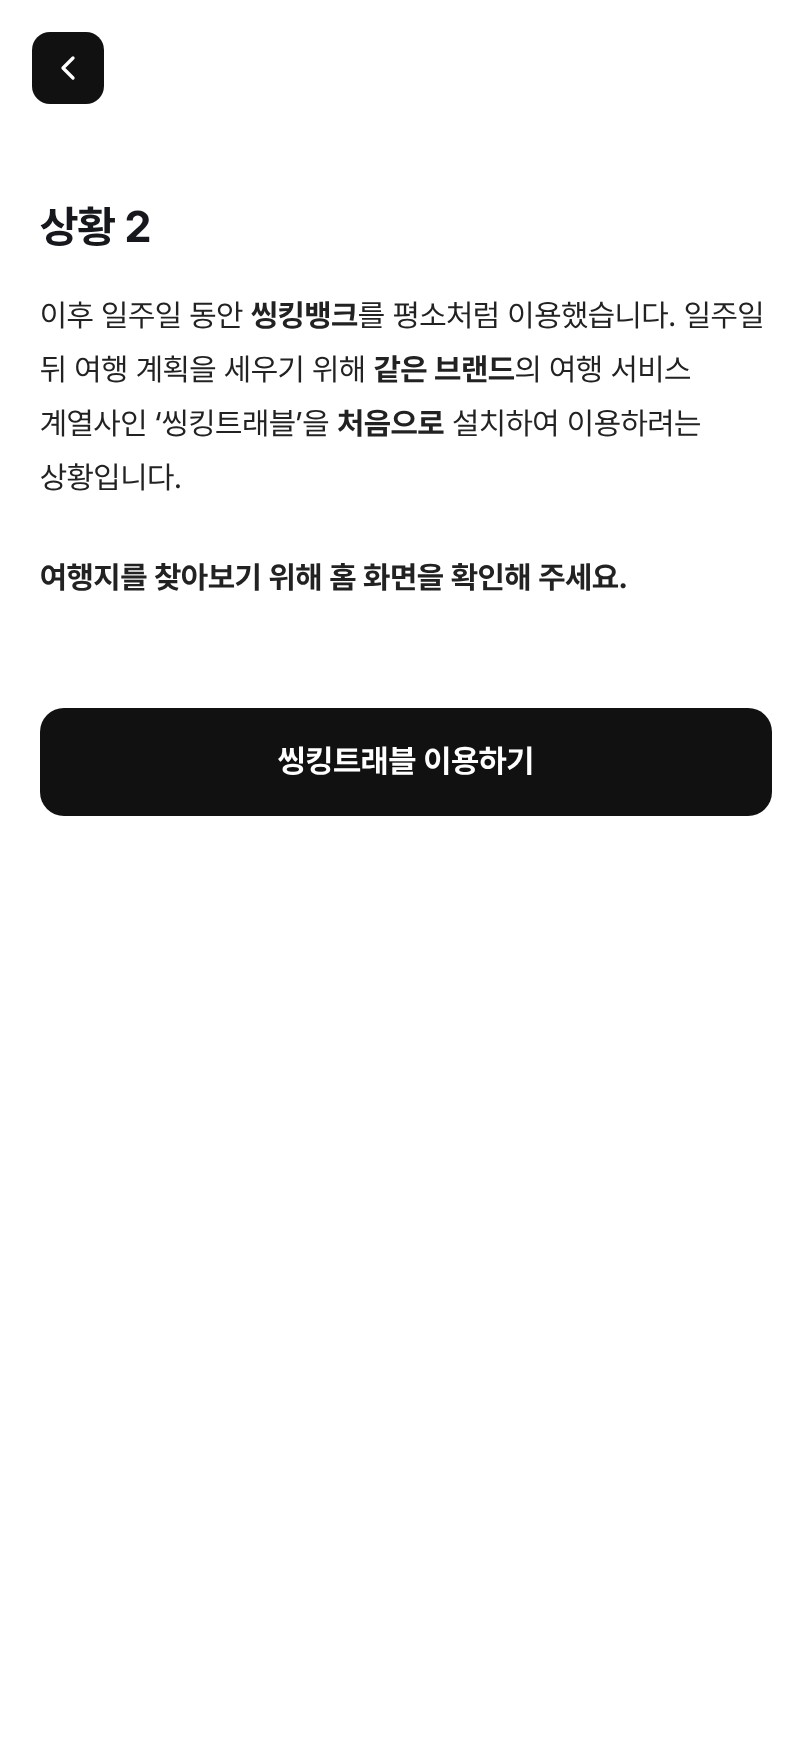 상황 2
이후 일주일 동안 씽킹뱅크를 평소처럼 이용했습니다. 일주일
뒤 여행 계획을 세우기 위해 같은 브랜드의 여행 서비스
계열사인 ‘씽킹트래블’을 처음으로 설치하여 이용하려는
상황입니다.
여행지를 찾아보기 위해 홈 화면을 확인해 주세요.
씽킹트래블 이용하기